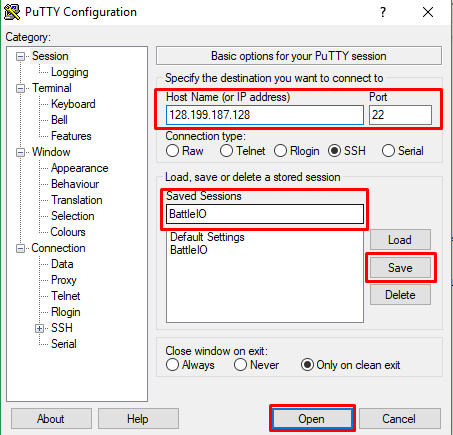 PuTTY Configuration
Category:
Session
Logging
Terminal
Keyboard
Bell
Features
Window
Appearance
Behaviour
Translation
Selection
Colours
Connection
Data
Proxy
Telnet
Rlogin
SSH
Serial
Basic options for your PuTTY session
Specify the destination you want to connect to
Host Name (or IP address) Port
128.199.187.128 22
Connection type:
Raw Telnet Rlogin SSH Serial
Load, save or delete a stored session
Saved Sessions
BattleIO
Default Settings
BattleIO
Load
Save
Delete
Close window on exit:
Always Never Only on clean exit
About Help Open Cancel